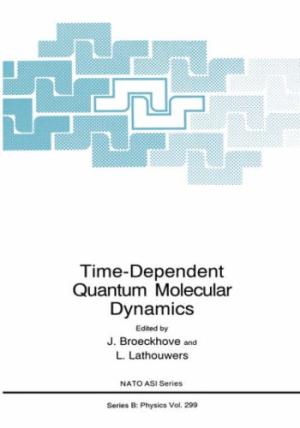 Time-Dependent
Quantum Molecular
Dynamics
Edited by
J. Broeckhove and
L. Lathouwers
NATO ASI Series
Series B: Physics Vol. 299